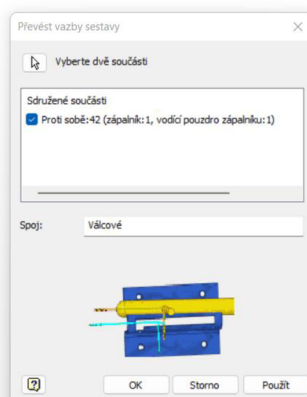 Převést vazby sestavy
Vyberte dvě součásti
Sdružené součásti
Proti sobě:42 (zápalník:1, vodící pouzdro zápalníku:1)
Spoj:
Válcové
OK
Storno
Použít